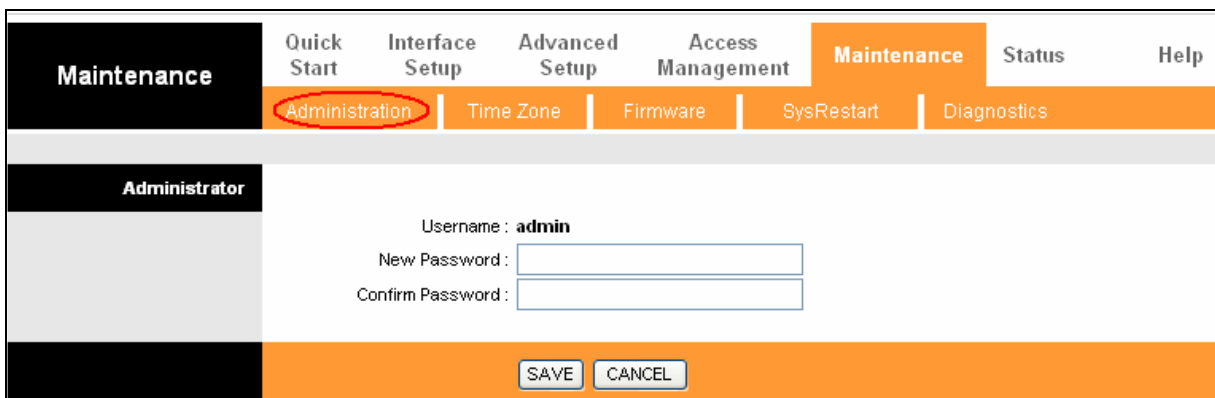 Maintenance
Quick Start
Interface Setup
Advanced Setup
Access Management
Maintenance
Status
Help
Administration
Time Zone
Firmware
SysRestart
Diagnostics
Administrator
Username : admin
New Password :
Confirm Password :
SAVE CANCEL